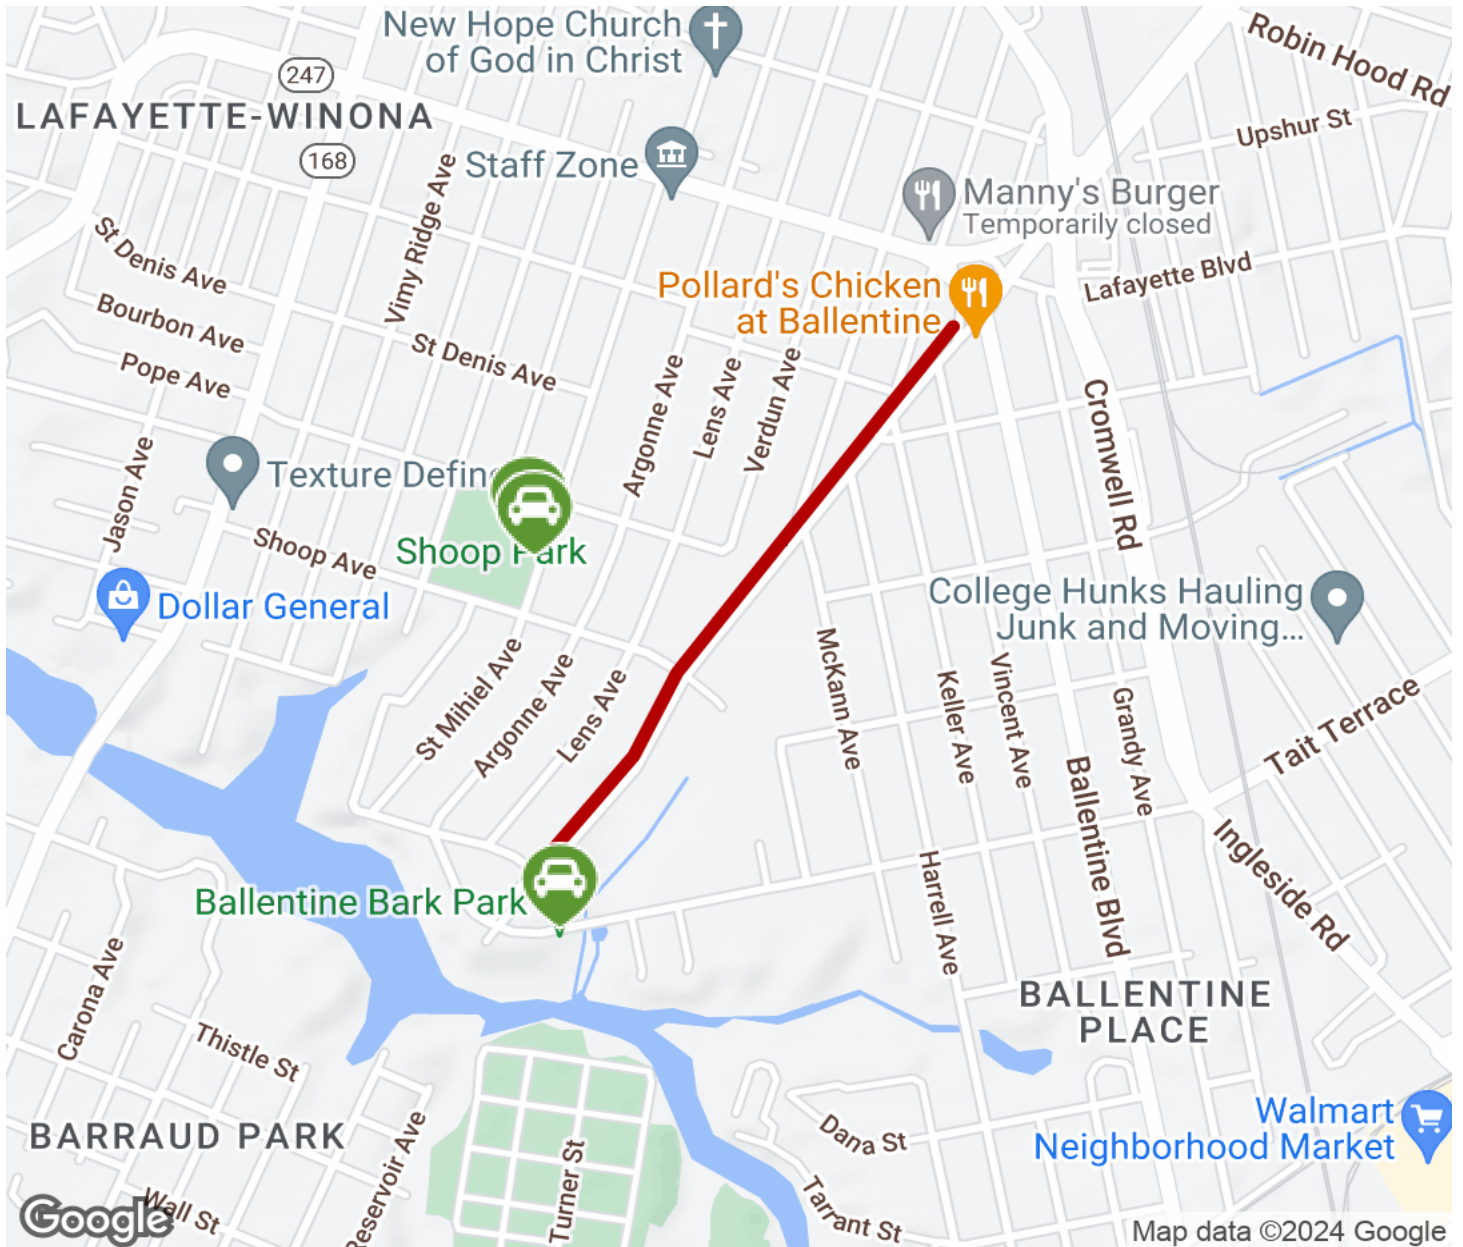 New Hope Church
of God in Christ
Robin Hood Rd
247
LAFAYETTE-WINONA
Upshur St
168
Staff Zone
Vimy Ridge Ave
Manny's Burger
Temporarily closed
St Denis Ave
Lafayette Blvd
Pollard's Chicken
at Ballentine
Bourbon Ave
St Denis Ave
Pope Ave
Argonne Ave
Lens Ave
Verdun Ave
Cromwell Rd
Jason Ave
Texture Defin
Shoop Ave
Shoop Park
Dollar General
College Hunks Hauling
Junk and Moving...
St Mihiel Ave
Argonne Ave
Lens Ave
McKann Ave
Keller Ave
Vincent Ave
Grandy Ave
Tait Terrace
Ballentine Blvd
Ingleside Rd
Harrell Ave
Ballentine Bark Park
Carona Ave
BALLENTINE
PLACE
Thistle St
BARRAUD PARK
Reservoir Ave
Turner St
Dana St
Walmart
Neighborhood Market
Tarrant St
Wall St
Google
Map data ©2024 Google